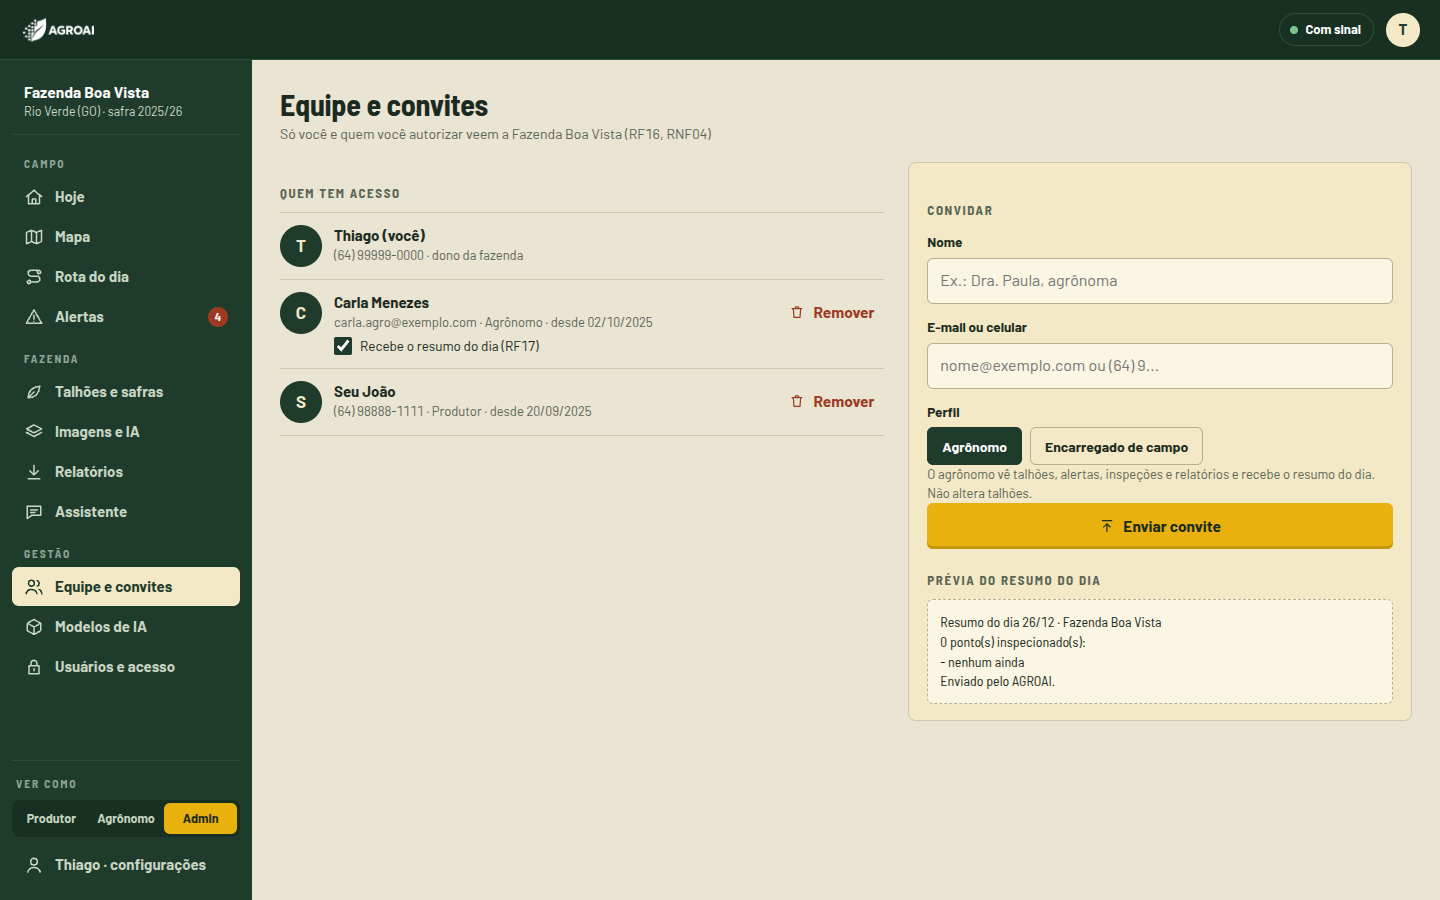 AGROAI
Com sinal
T
Fazenda Boa Vista
Rio Verde (GO) · safra 2025/26
CAMPO
Hoje
Mapa
Rota do dia
Alertas
4
FAZENDA
Talhões e safras
Imagens e IA
Relatórios
Assistente
GESTÃO
Equipe e convites
Modelos de IA
Usuários e acesso
VER COMO
Produtor
Agrônomo
Admin
Thiago · configurações
Equipe e convites
Só você e quem você autorizar veem a Fazenda Boa Vista (RF16, RNF04)
QUEM TEM ACESSO
T
Thiago (você)
(64) 99999-0000 · dono da fazenda
C
Carla Menezes
carla.agro@exemplo.com · Agrônomo · desde 02/10/2025
Recebe o resumo do dia (RF17)
Remover
S
Seu João
(64) 98888-1111 · Produtor · desde 20/09/2025
Remover
CONVIDAR
Nome
Ex.: Dra. Paula, agrônoma
E-mail ou celular
nome@exemplo.com ou (64) 9...
Perfil
Agrônomo
Encarregado de campo
O agrônomo vê talhões, alertas, inspeções e relatórios e recebe o resumo do dia.
Não altera talhões.
Enviar convite
PRÉVIA DO RESUMO DO DIA
Resumo do dia 26/12 · Fazenda Boa Vista
0 ponto(s) inspecionado(s):
- nenhum ainda
Enviado pelo AGROAI.